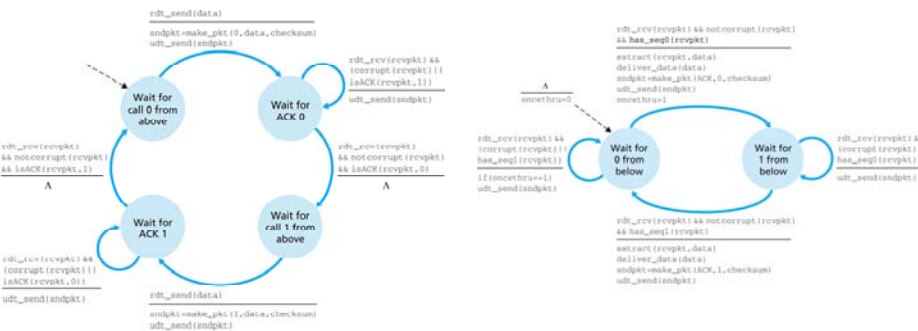 rdt_send(data)
sndpkt=make_pkt(0,data,checksum)
udt_send(sndpkt)
Wait for
call 0 from
above
Wait for
ACK 0
rdt_rcv(rcvpkt)&&
(corrupt(rcvpkt)||
isACK(rcvpkt,1))
udt_send(sndpkt)
rdt_rcv(rcvpkt)
&& notcorrupt(rcvpkt)
&& isACK(rcvpkt,1)
Λ
rdt_rcv(rcvpkt)
&& notcorrupt(rcvpkt)
&& isACK(rcvpkt,0)
Λ
Wait for
ACK 1
Wait for
call 1 from
above
rdt_rcv(rcvpkt)&&
(corrupt(rcvpkt)||
isACK(rcvpkt,0))
udt_send(sndpkt)
rdt_send(data)
sndpkt=make_pkt(1,data,checksum)
udt_send(sndpkt)
rdt_rcv(rcvpkt)&& notcorrupt(rcvpkt)
&& has_seq0(rcvpkt)
extract(rcvpkt,data)
deliver_data(data)
sndpkt=make_pkt(ACK,0,checksum)
udt_send(sndpkt)
oncethru=1
Λ
oncethru=0
rdt_rcv(rcvpkt)&&
(corrupt(rcvpkt)||
has_seq1(rcvpkt))
if(oncethru==1)
udt_send(sndpkt)
Wait for
0 from
below
Wait for
1 from
below
rdt_rcv(rcvpkt)&
(corrupt(rcvpkt)
has_seq0(rcvpkt)
udt_send(sndpkt)
rdt_rcv(rcvpkt)&& notcorrupt(rcvpkt)
&& has_seq1(rcvpkt)
extract(rcvpkt,data)
deliver_data(data)
sndpkt=make_pkt(ACK,1,checksum)
udt_send(sndpkt)